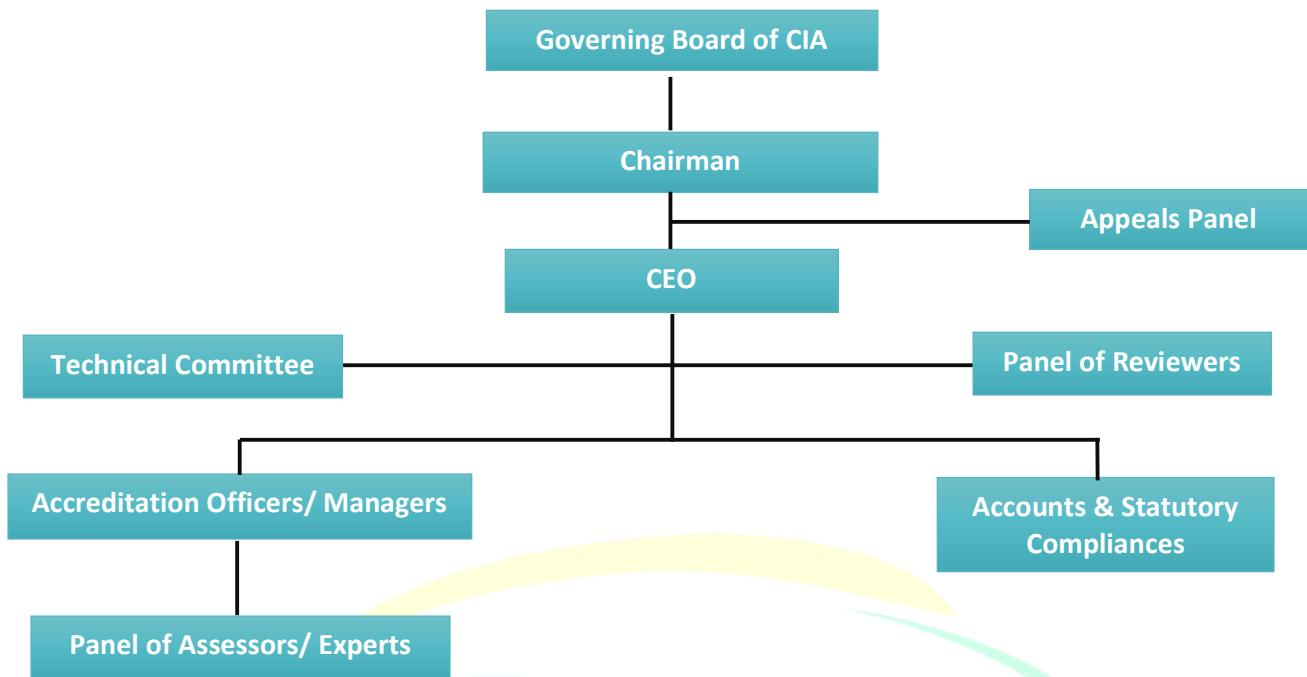 Governing Board of CIA
Chairman
Appeals Panel
CEO
Technical Committee
Panel of Reviewers
Accreditation Officers/ Managers
Accounts & Statutory
Compliances
Panel of Assessors/ Experts